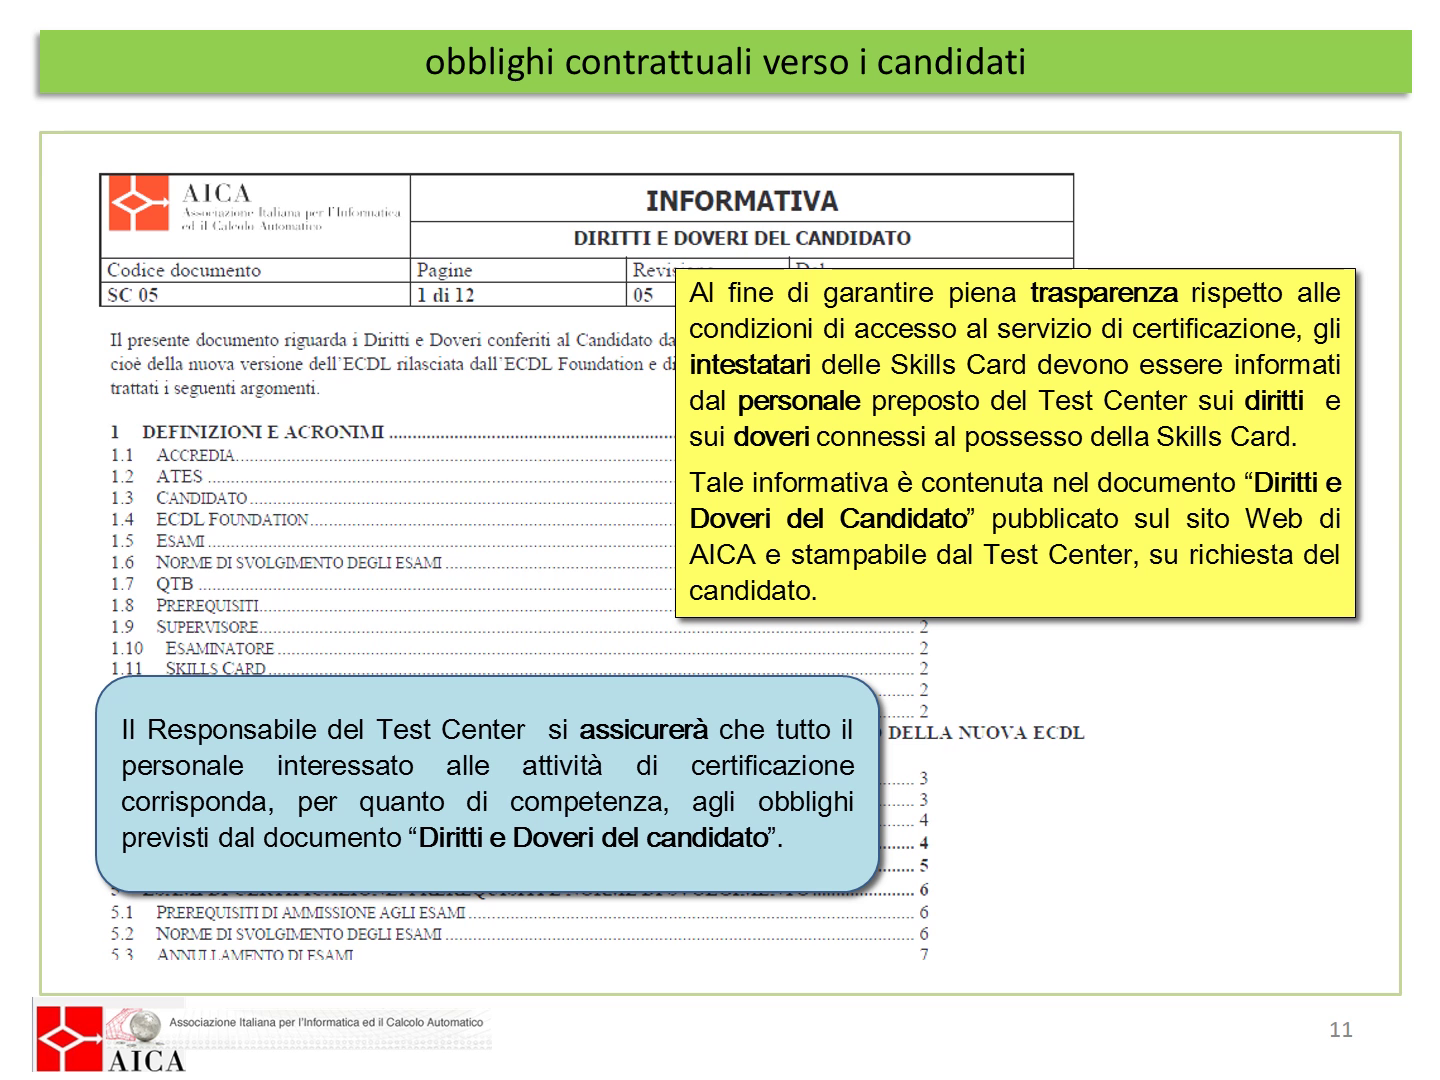 obblighi contrattuali verso i candidati
AICA
Associazione Italiana per l'Informatica
ed il Calcolo Automatico
INFORMATIVA
DIRITTI E DOVERI DEL CANDIDATO
Codice documento
Pagine
SC 05
1 di 12
05
Il presente documento riguarda i Diritti e Doveri conferiti al Candidato
cioè della nuova versione dell'ECDL rilasciata dall'ECDL Foundation e
trattati i seguenti argomenti.
Al fine di garantire piena trasparenza rispetto alle
condizioni di accesso al servizio di certificazione, gli
intestatari delle Skills Card devono essere informati
dal personale preposto del Test Center sui diritti e
sui doveri connessi al possesso della Skills Card.
Tale informativa è contenuta nel documento “Diritti e
Doveri del Candidato” pubblicato sul sito Web di
AICA e stampabile dal Test Center, su richiesta del
candidato.
1 DEFINIZIONI E ACRONIMI
1.1 ACCREDIA
1.2 ATES
1.3 CANDIDATO
1.4 ECDL FOUNDATION
1.5 ESAMI
1.6 NORME DI SVOLGIMENTO DEGLI ESAMI
1.7 QTB
1.8 PREREQUISITI
1.9 SUPERVISORE 2
1.10 ESAMINATORE 2
1.11 SKILLS CARD 2
2
2
DELLA NUOVA ECDL
3
3
4
4
5
6
Il Responsabile del Test Center si assicurerà che tutto il
personale interessato alle attività di certificazione
corrisponda, per quanto di competenza, agli obblighi
previsti dal documento “Diritti e Doveri del candidato”.
5.1 PREREQUISITI DI AMMISSIONE AGLI ESAMI 6
5.2 NORME DI SVOLGIMENTO DEGLI ESAMI 6
5.3 ANNULLAMENTO DI ESAMI 7
Associazione Italiana per l'Informatica ed il Calcolo Automatico
AICA
11